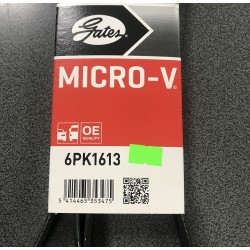 Gates
MICRO-V®
OE
QUALITY
6PK1613
5 414465 353475